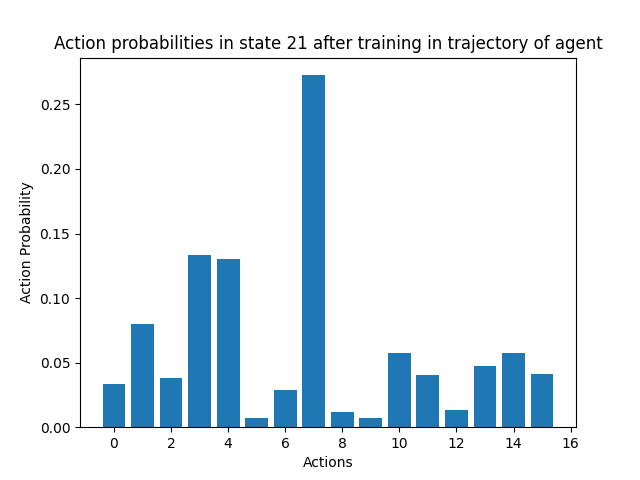 Action probabilities in state 21 after training in trajectory of agent
0.25
0.20
0.15
0.10
0.05
0.00
Action Probability
0 2 4 6 8 10 12 14 16
Actions